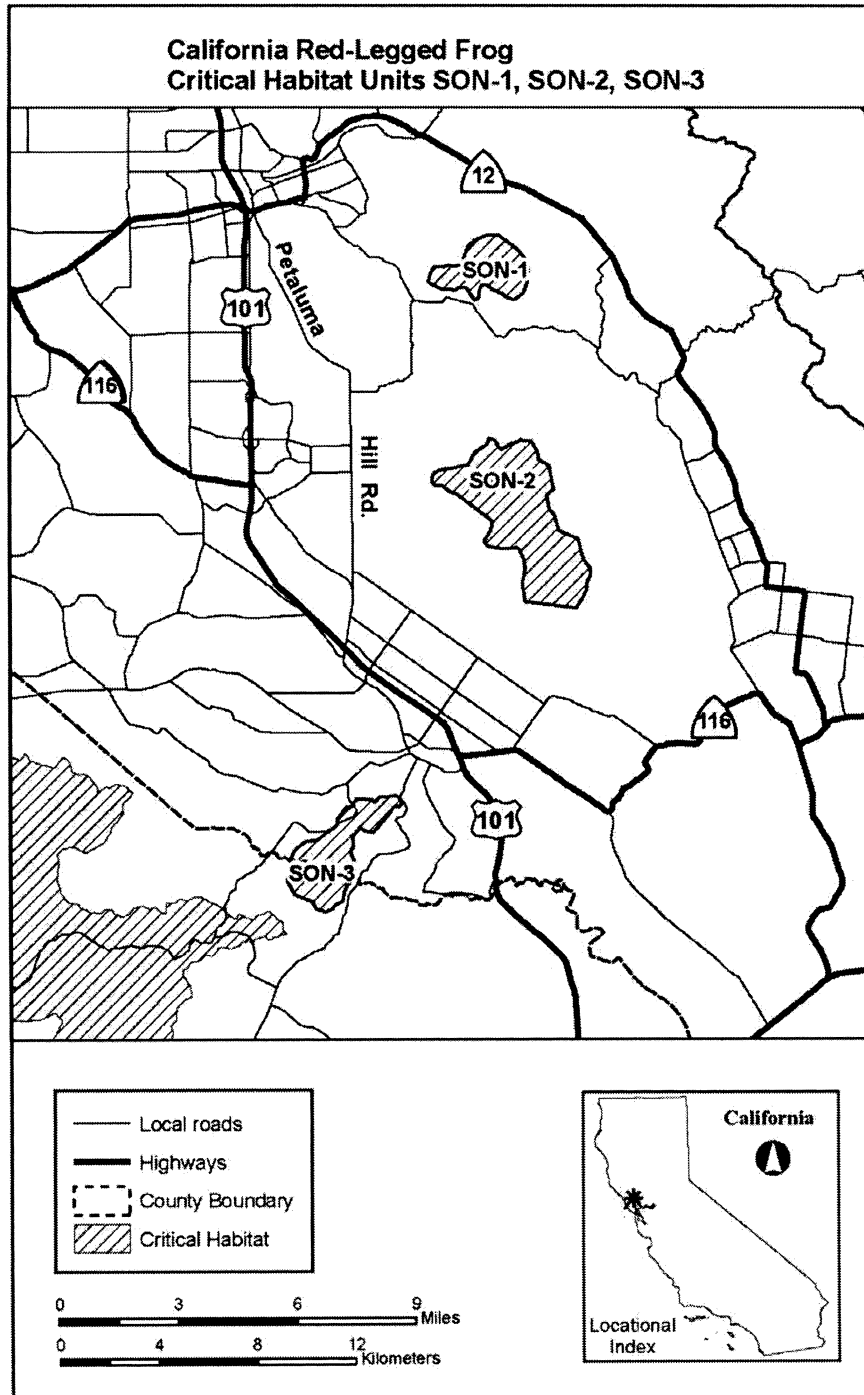 California Red-Legged Frog
Critical Habitat Units SON-1, SON-2, SON-3
12
SON-1
Petaluma
101
116
Hill Rd.
SON-2
116
101
SON-3
Local roads
Highways
County Boundary
Critical Habitat
California
Locational
Index
0 3 6 9
Miles
0 4 8 12
Kilometers